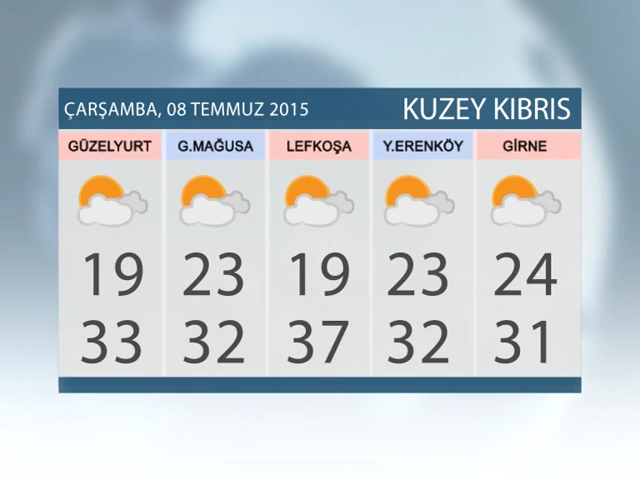 ÇARŞAMBA, 08 TEMMUZ 2015 KUZEY KIBRIS
GÜZELYURT G.MAĞUSA LEFKOŞA Y.ERENKÖY GİRNE
19 23 19 23 24
33 32 37 32 31